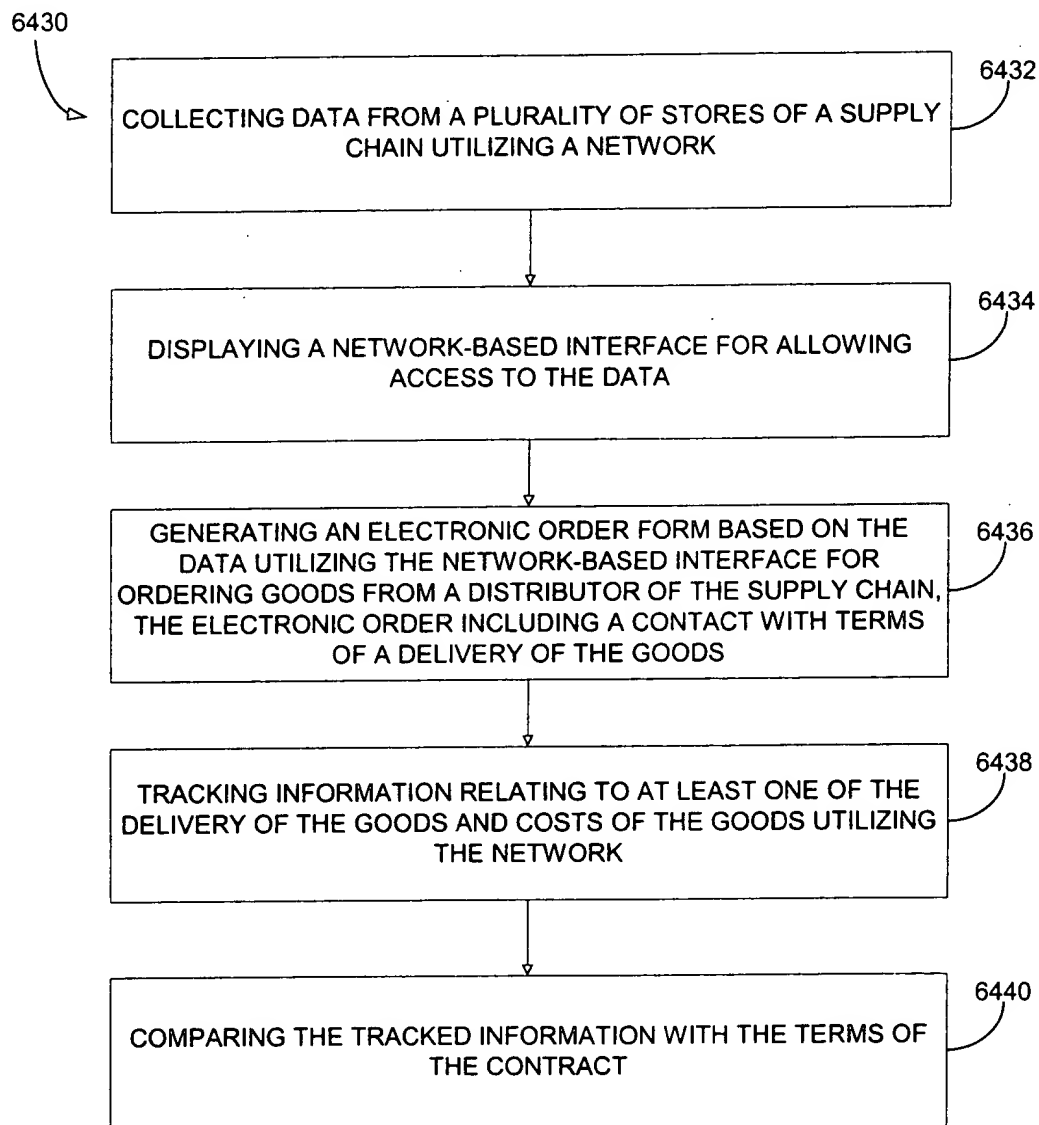 6430
6432
COLLECTING DATA FROM A PLURALITY OF STORES OF A SUPPLY
CHAIN UTILIZING A NETWORK
6434
DISPLAYING A NETWORK-BASED INTERFACE FOR ALLOWING
ACCESS TO THE DATA
6436
GENERATING AN ELECTRONIC ORDER FORM BASED ON THE
DATA UTILIZING THE NETWORK-BASED INTERFACE FOR
ORDERING GOODS FROM A DISTRIBUTOR OF THE SUPPLY CHAIN,
THE ELECTRONIC ORDER INCLUDING A CONTACT WITH TERMS
OF A DELIVERY OF THE GOODS
6438
TRACKING INFORMATION RELATING TO AT LEAST ONE OF THE
DELIVERY OF THE GOODS AND COSTS OF THE GOODS UTILIZING
THE NETWORK
6440
COMPARING THE TRACKED INFORMATION WITH THE TERMS OF
THE CONTRACT